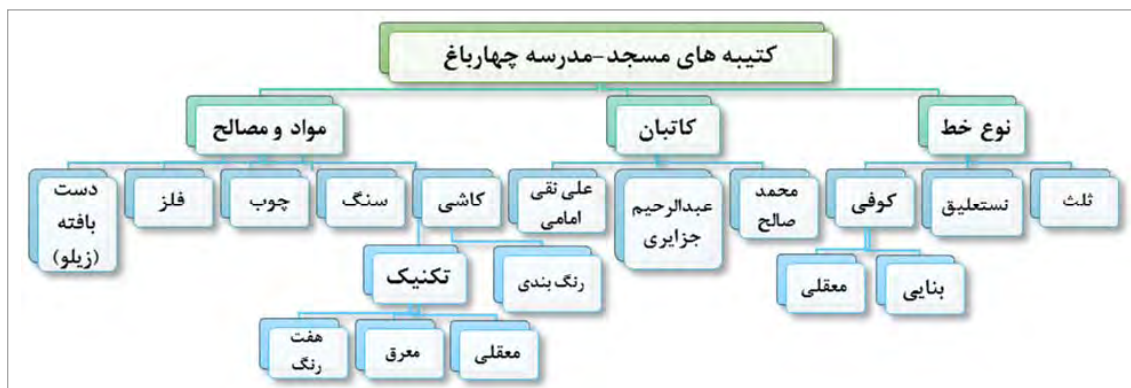 کتیبه های مسجد-مدرسه چهارباغ
نوع خط
کاتبان
مواد و مصالح
ثلث
نستعلیق
کوفی
محمد
صالح
عبدالرحیم
جزایری
علی نقی
امامی
کاشی
سنگ
چوب
فلز
دست
بافته
(زیلو)
بنایی
معقلی
رنگ بندی
تکنیک
معقلی
معرق
هفت
رنگ